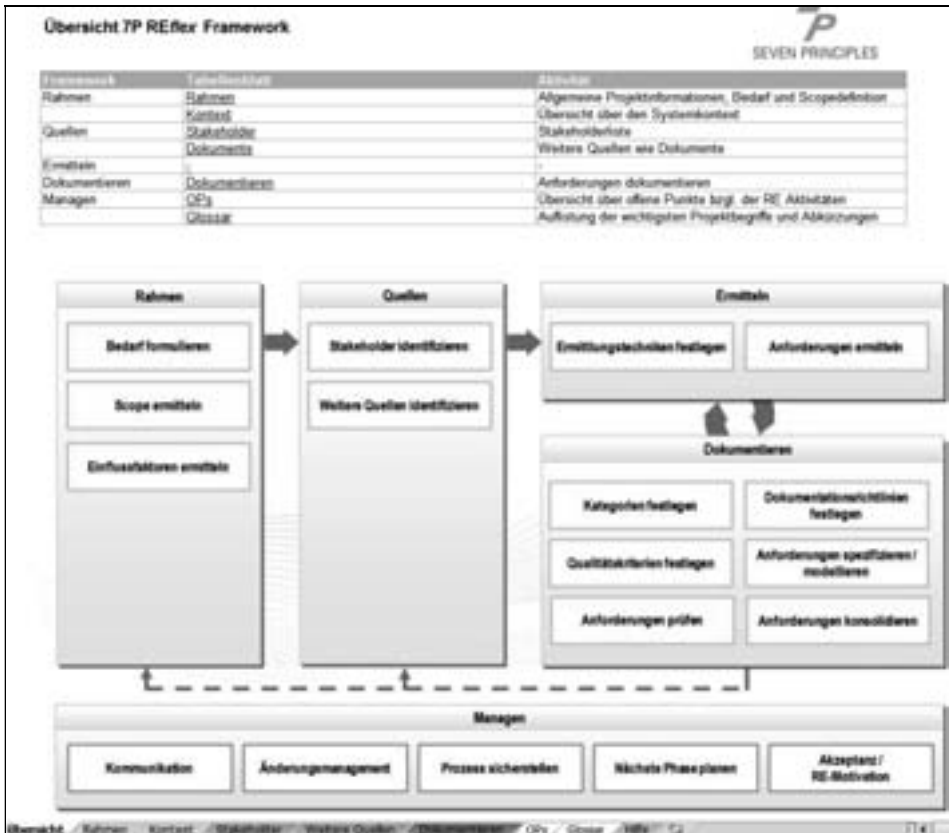 Übersicht 7P REflex Framework
7P
SEVEN PRINCIPLES
Framework Tabellenblatt Aktivität
Rahmen Rahmen Allgemeine Projektinformationen, Bedarf und Scopedefinition
Kontext Übersicht über den Systemkontext
Quellen Stakeholder Stakeholderliste
Dokumente Weitere Quellen wie Dokumente
Ermitteln - -
Dokumentieren Dokumentieren Anforderungen dokumentieren
Managen OPs Übersicht über offene Punkte bzgl. der RE Aktivitäten
Glossar Auflistung der wichtigsten Projektbegriffe und Abkürzungen
Rahmen
Bedarf formulieren
Scope ermitteln
Einflussfaktoren ermitteln
Quellen
Stakeholder identifizieren
Weitere Quellen identifizieren
Ermitteln
Ermittlungstechniken festlegen
Anforderungen ermitteln
Dokumentieren
Kategorien festlegen
Dokumentationsrichtlinien
festlegen
Qualitätskriterien festlegen
Anforderungen spezifizieren /
modellieren
Anforderungen prüfen
Anforderungen konsolidieren
Managen
Kommunikation
Änderungsmanagement
Prozess sicherstellen
Nächste Phase planen
Akzeptanz /
RE-Motivation
Übersicht Rahmen Kontext Stakeholder Weitere Quellen Dokumentieren OPs Glossar Hilfe